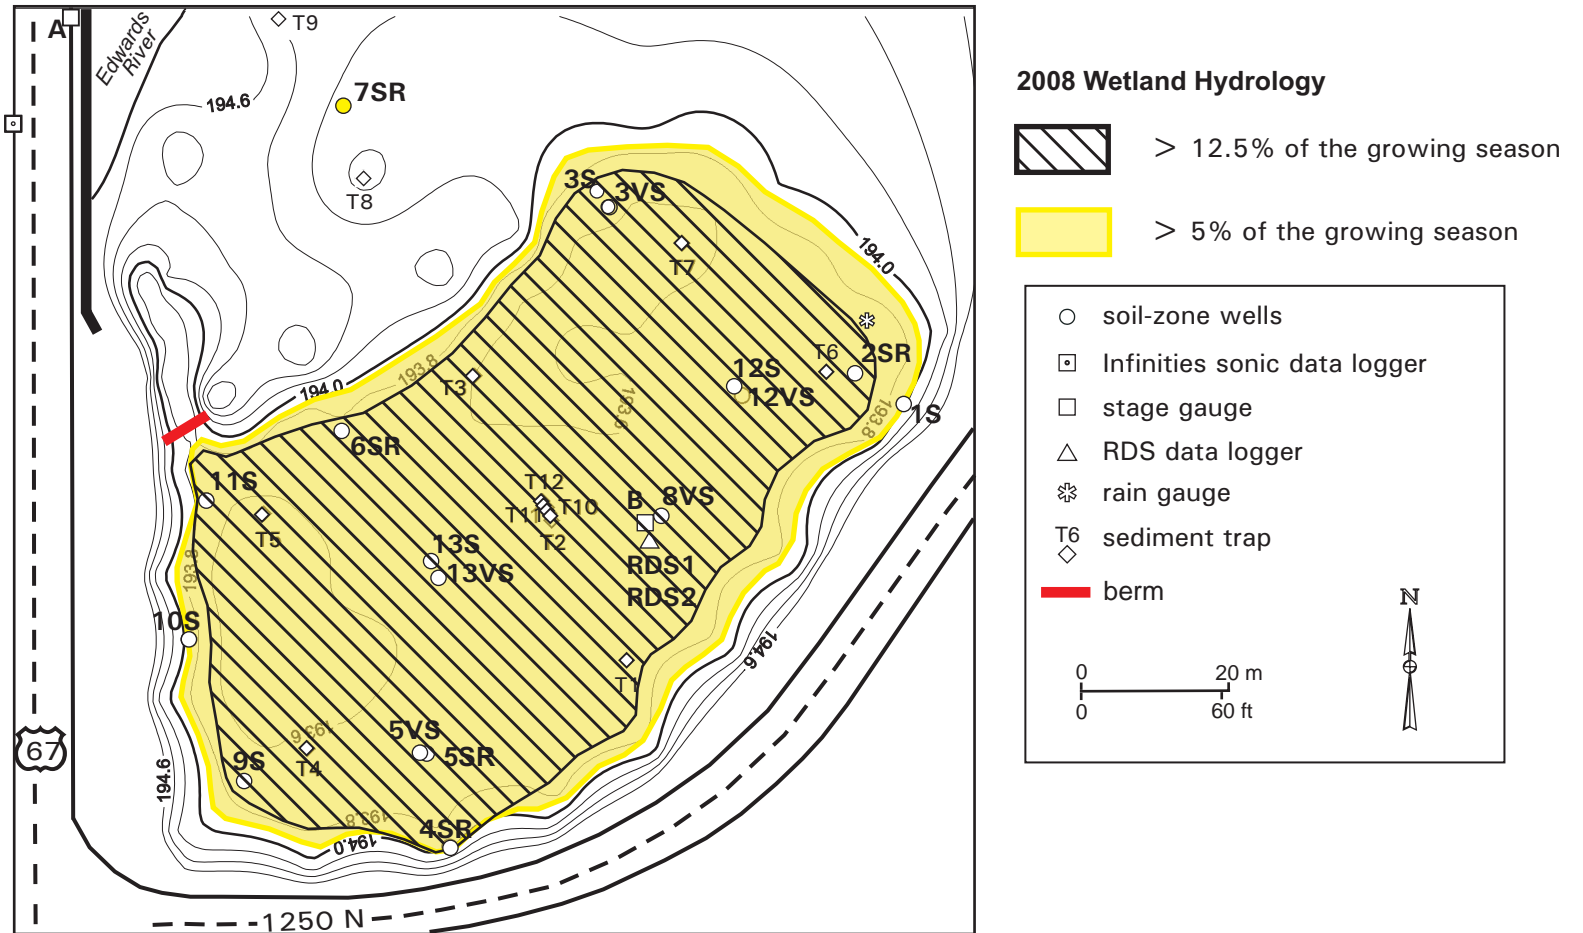 A
Edwards
River
T9
194.6
7SR
T8
3S
3VS
T7
194.0
2SR
T6
12S
12VS
1S
193.8
193.8
T3
193.6
194.0
6SR
11S
T5
T12
T11
T10
T2
B
8VS
RDS1
RDS2
13S
13VS
193.8
10S
194.6
T1
193.6
T4
5VS
5SR
9S
194.6
193.8
4SR
194.0
67
1250 N
2008 Wetland Hydrology
> 12.5% of the growing season
> 5% of the growing season
soil-zone wells
Infinities sonic data logger
stage gauge
RDS data logger
rain gauge
T6
sediment trap
berm
N
0 20 m
0 60 ft